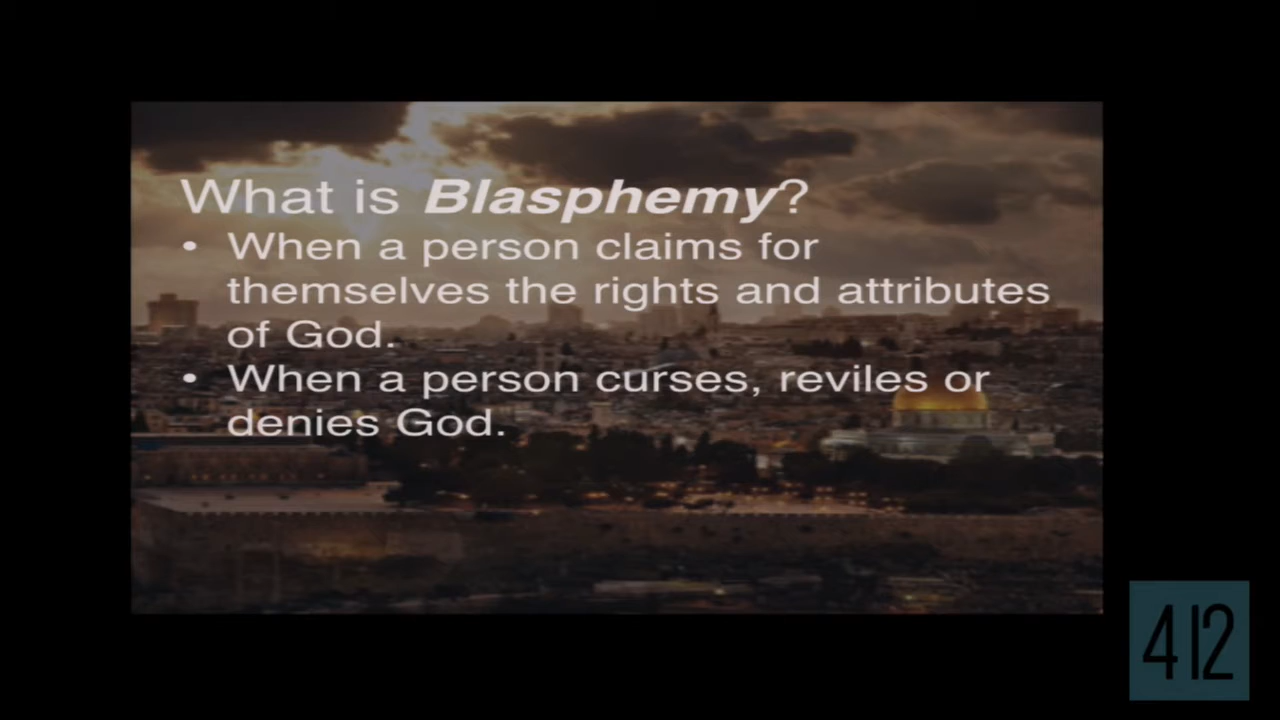 What is Blasphemy?
• When a person claims for
themselves the rights and attributes
of God.
• When a person curses, reviles or
denies God.
412